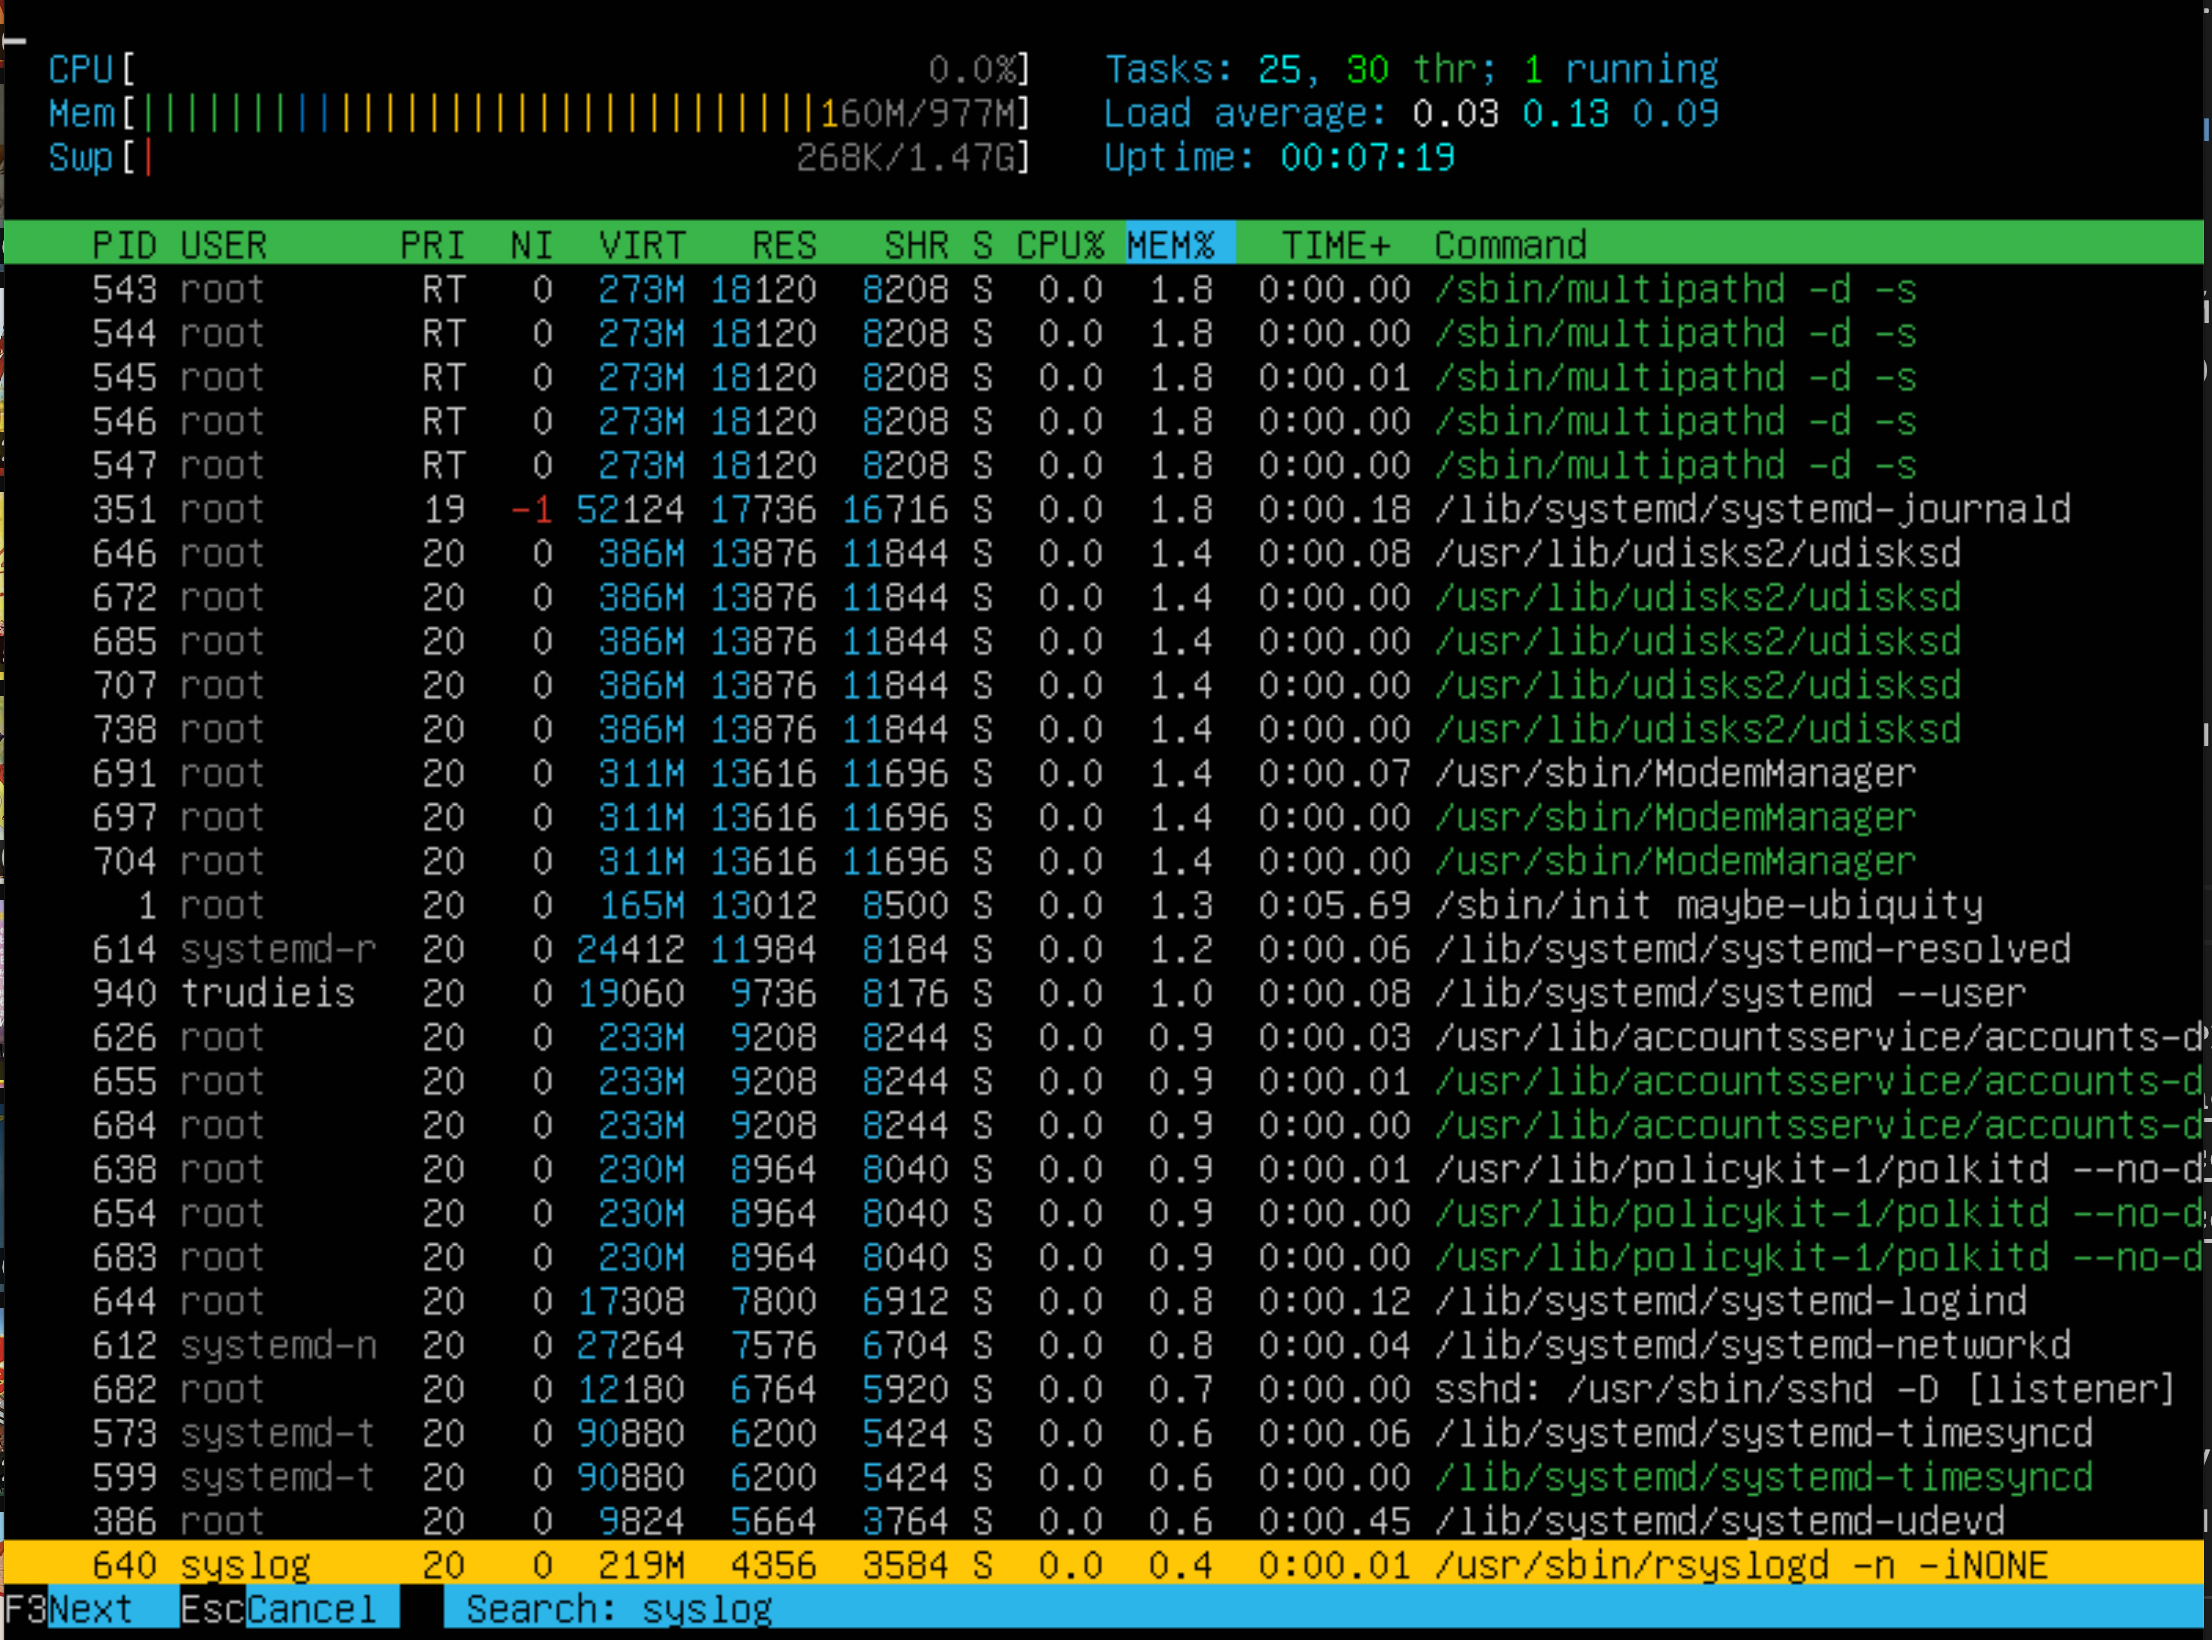 CPU[ 0.0%] Tasks: 25, 30 thr; 1 running
Mem[|||||||||||||||||||||||||||||||160M/977M] Load average: 0.03 0.13 0.09
Swp[| 268K/1.47G] Uptime: 00:07:19
PID USER PRI NI VIRT RES SHR S CPU% MEM% TIME+ Command
543 root RT 0 273M 18120 8208 S 0.0 1.8 0:00.00 /sbin/multipathd -d -s
544 root RT 0 273M 18120 8208 S 0.0 1.8 0:00.00 /sbin/multipathd -d -s
545 root RT 0 273M 18120 8208 S 0.0 1.8 0:00.01 /sbin/multipathd -d -s
546 root RT 0 273M 18120 8208 S 0.0 1.8 0:00.00 /sbin/multipathd -d -s
547 root RT 0 273M 18120 8208 S 0.0 1.8 0:00.00 /sbin/multipathd -d -s
351 root 19 -1 52124 17736 16716 S 0.0 1.8 0:00.18 /lib/systemd/systemd-journald
646 root 20 0 386M 13876 11844 S 0.0 1.4 0:00.08 /usr/lib/udisks2/udisksd
672 root 20 0 386M 13876 11844 S 0.0 1.4 0:00.00 /usr/lib/udisks2/udisksd
685 root 20 0 386M 13876 11844 S 0.0 1.4 0:00.00 /usr/lib/udisks2/udisksd
707 root 20 0 386M 13876 11844 S 0.0 1.4 0:00.00 /usr/lib/udisks2/udisksd
738 root 20 0 386M 13876 11844 S 0.0 1.4 0:00.00 /usr/lib/udisks2/udisksd
691 root 20 0 311M 13616 11696 S 0.0 1.4 0:00.07 /usr/sbin/ModemManager
697 root 20 0 311M 13616 11696 S 0.0 1.4 0:00.00 /usr/sbin/ModemManager
704 root 20 0 311M 13616 11696 S 0.0 1.4 0:00.00 /usr/sbin/ModemManager
1 root 20 0 165M 13012 8500 S 0.0 1.3 0:05.69 /sbin/init maybe-ubiquity
614 systemd-r 20 0 24412 11984 8184 S 0.0 1.2 0:00.06 /lib/systemd/systemd-resolved
940 trudieis 20 0 19060 9736 8176 S 0.0 1.0 0:00.08 /lib/systemd/systemd --user
626 root 20 0 233M 9208 8244 S 0.0 0.9 0:00.03 /usr/lib/accountsservice/accounts-d
655 root 20 0 233M 9208 8244 S 0.0 0.9 0:00.01 /usr/lib/accountsservice/accounts-d
684 root 20 0 233M 9208 8244 S 0.0 0.9 0:00.00 /usr/lib/accountsservice/accounts-d
638 root 20 0 230M 8964 8040 S 0.0 0.9 0:00.01 /usr/lib/policykit-1/polkitd --no-d
654 root 20 0 230M 8964 8040 S 0.0 0.9 0:00.00 /usr/lib/policykit-1/polkitd --no-d
683 root 20 0 230M 8964 8040 S 0.0 0.9 0:00.00 /usr/lib/policykit-1/polkitd --no-d
644 root 20 0 17308 7800 6912 S 0.0 0.8 0:00.12 /lib/systemd/systemd-logind
612 systemd-n 20 0 27264 7576 6704 S 0.0 0.8 0:00.04 /lib/systemd/systemd-networkd
682 root 20 0 12180 6764 5920 S 0.0 0.7 0:00.00 sshd: /usr/sbin/sshd -D [listener]
573 systemd-t 20 0 90880 6200 5424 S 0.0 0.6 0:00.06 /lib/systemd/systemd-timesyncd
599 systemd-t 20 0 90880 6200 5424 S 0.0 0.6 0:00.00 /lib/systemd/systemd-timesyncd
386 root 20 0 9824 5664 3764 S 0.0 0.6 0:00.45 /lib/systemd/systemd-udevd
640 syslog 20 0 219M 4356 3584 S 0.0 0.4 0:00.01 /usr/sbin/rsyslogd -n -iNONE
F3Next EscCancel Search: syslog